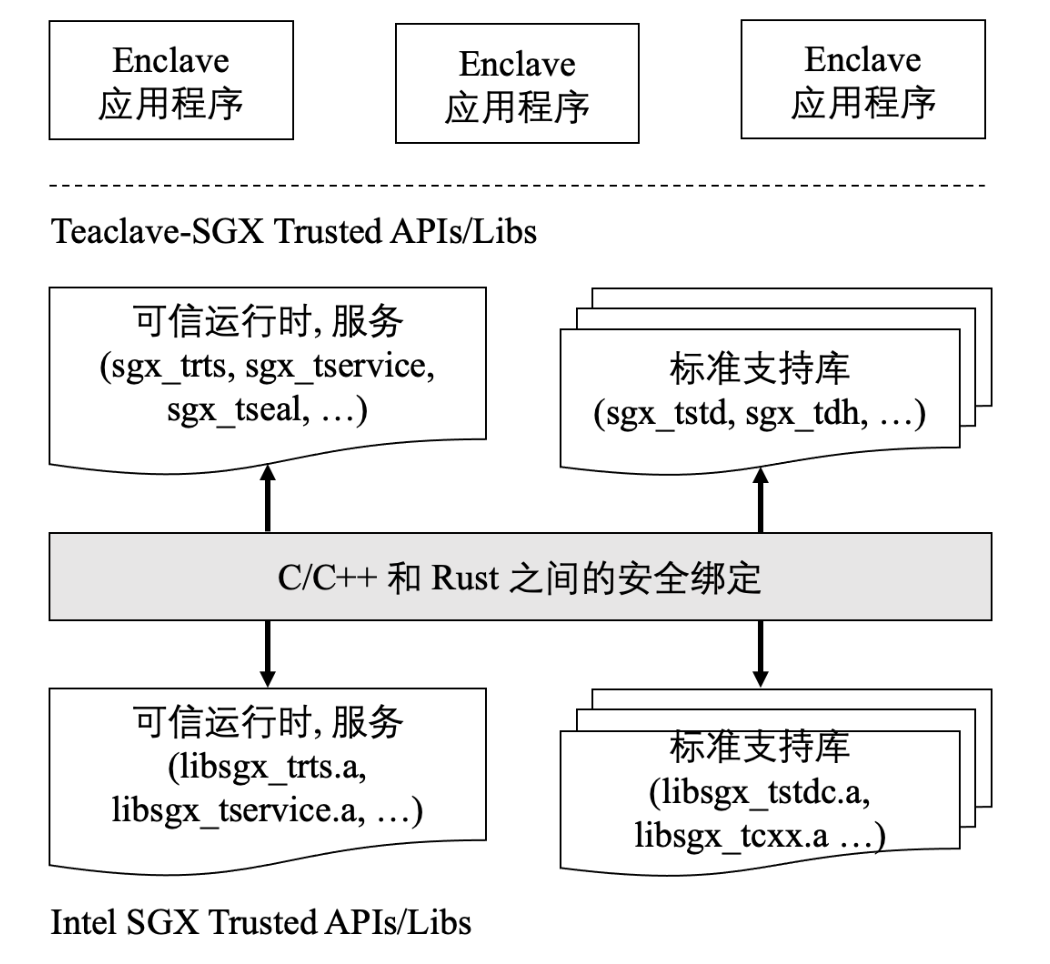 Enclave
应用程序
Enclave
应用程序
Enclave
应用程序
Teaclave-SGX Trusted APIs/Libs
可信运行时, 服务
(sgx_trts, sgx_tservice,
sgx_tseal, …)
标准支持库
(sgx_tstd, sgx_tdh, …)
C/C++ 和 Rust 之间的安全绑定
可信运行时, 服务
(libsgx_trts.a,
libsgx_tservice.a, …)
标准支持库
(libsgx_tstdc.a,
libsgx_tcxx.a …)
Intel SGX Trusted APIs/Libs